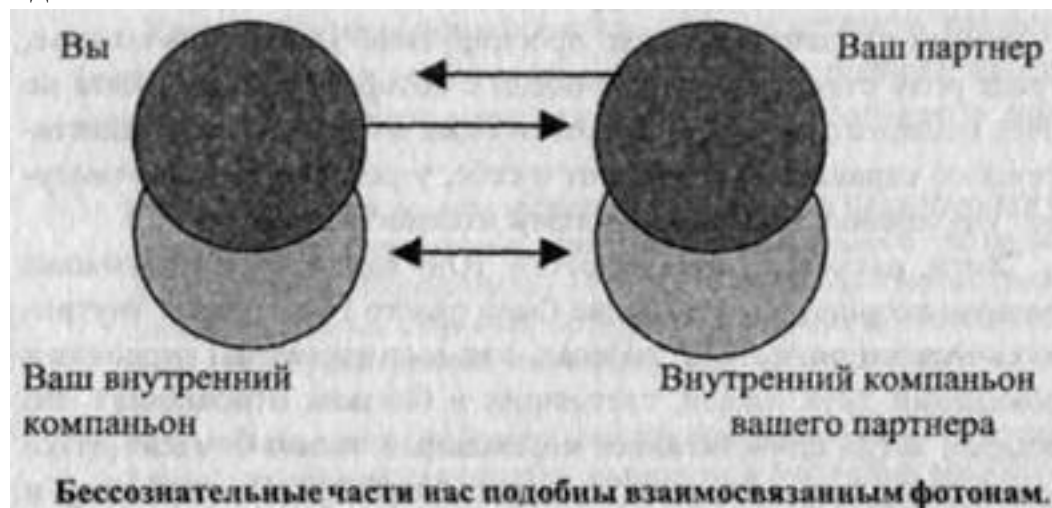 Вы
Ваш партнер
Ваш внутренний
компаньон
Внутренний компаньон
вашего партнера
Бессознательные части нас подобны взаимосвязанным фотонам.